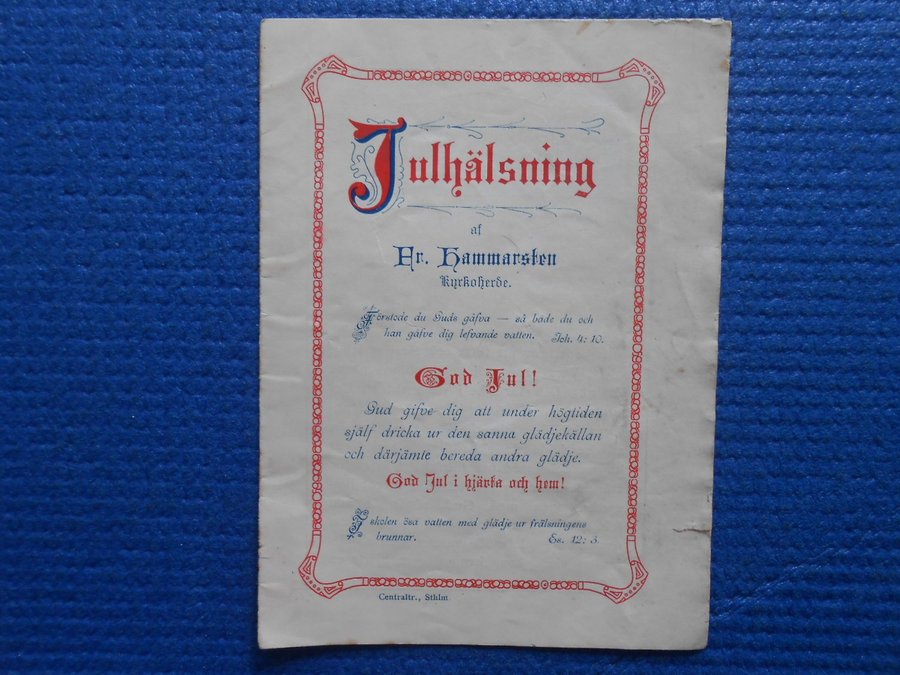 Julhälsning
af
Fr. Hammarsten
Kyrkoherde.
Förstode du Guds gåfva — så både du och
han gåfve dig lefvande vatten. Joh. 4: 10.
God Jul!
Gud gifve dig att under högtiden
själf dricka ur den sanna glädjekällan
och därjämte bereda andra glädje.
God Jul i hjärta och hem!
I skolen ösa vatten med glädje ur frälsningens
brunnar. Es. 12: 3.
Centraltr., Sthlm